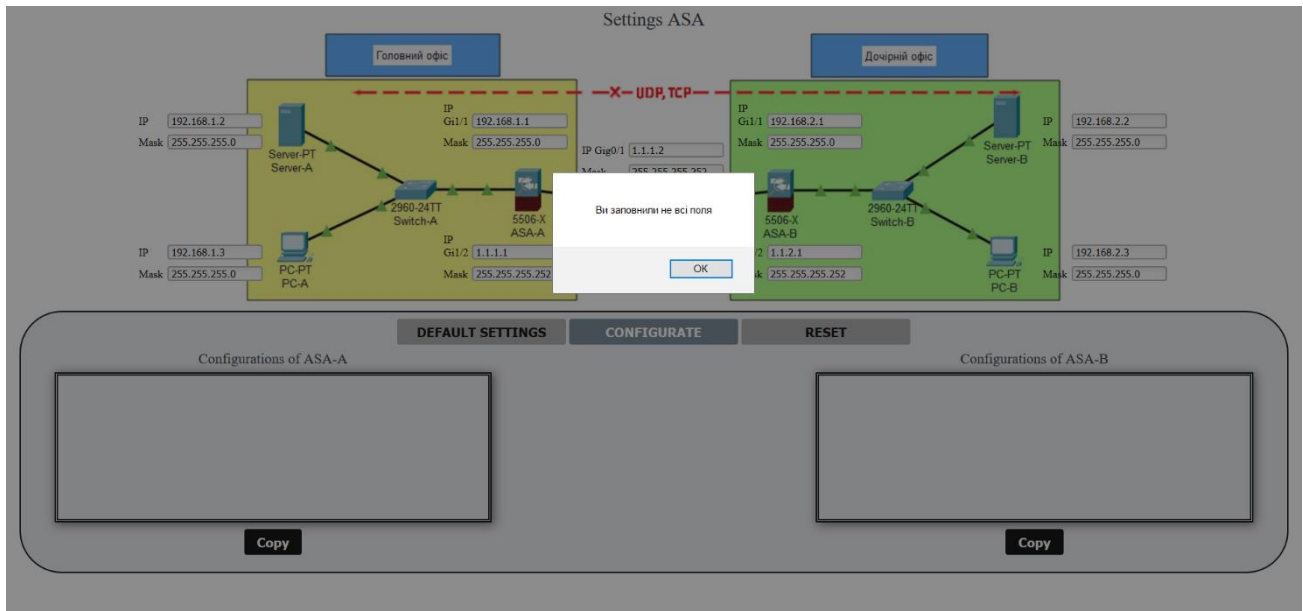 Settings ASA
Головний офіс
Дочірній офіс
UDP, TCP
IP 192.168.1.2
Mask 255.255.255.0
Server-PT
Server-A
IP
Gi1/1 192.168.1.1
Mask 255.255.255.0
IP Gig0/1 1.1.1.2
Mask 255.255.255.252
IP
Gi1/1 192.168.2.1
Mask 255.255.255.0
Server-PT
Server-B
IP 192.168.2.2
Mask 255.255.255.0
2960-24TT
Switch-A
5506-X
ASA-A
Ви заповнили не всі поля
OK
5506-X
ASA-B
2960-24TT
Switch-B
IP 192.168.1.3
Mask 255.255.255.0
PC-PT
PC-A
IP
Gi1/2 1.1.1.1
Mask 255.255.255.252
/2 1.1.2.1
k 255.255.255.252
PC-PT
PC-B
IP 192.168.2.3
Mask 255.255.255.0
DEFAULT SETTINGS
CONFIGURATE
RESET
Configurations of ASA-A
Configurations of ASA-B
Copy
Copy